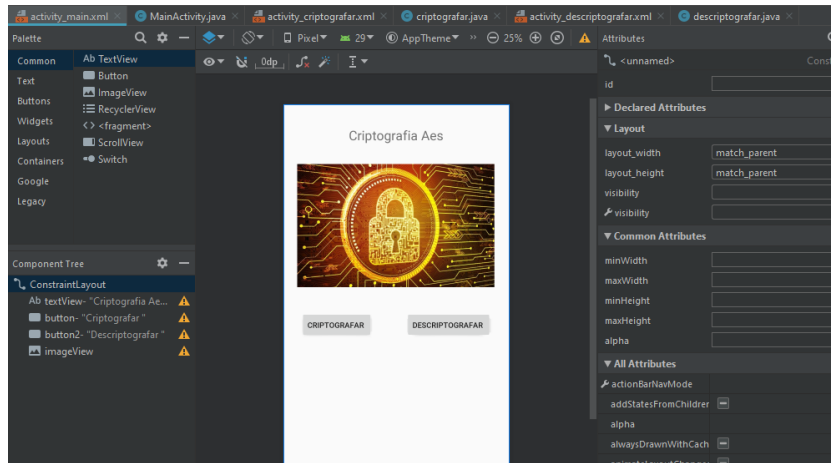 activity_main.xml MainActivity.java activity_criptografar.xml criptografar.java activity_descriptografar.xml descriptografar.java
Palette
Pixel 29 AppTheme 25% Attributes
Common
Text
Buttons
Widgets
Layouts
Containers
Google
Legacy
Ab TextView
Button
ImageView
RecyclerView
<> <fragment>
ScrollView
Switch
0dp
Component Tree
ConstraintLayout
Ab textView- "Criptografia Ae...
button- "Criptografar "
button2- "Descriptografar "
imageView
Criptografia Aes
CRIPTOGRAFAR DESCRIPTOGRAFAR
<unnamed> Cons
id
Declared Attributes
Layout
layout_width match_parent
layout_height match_parent
visibility
visibility
Common Attributes
minWidth
maxWidth
minHeight
maxHeight
alpha
All Attributes
actionBarNavMode
addStatesFromChildrer
alpha
alwaysDrawnWithCach